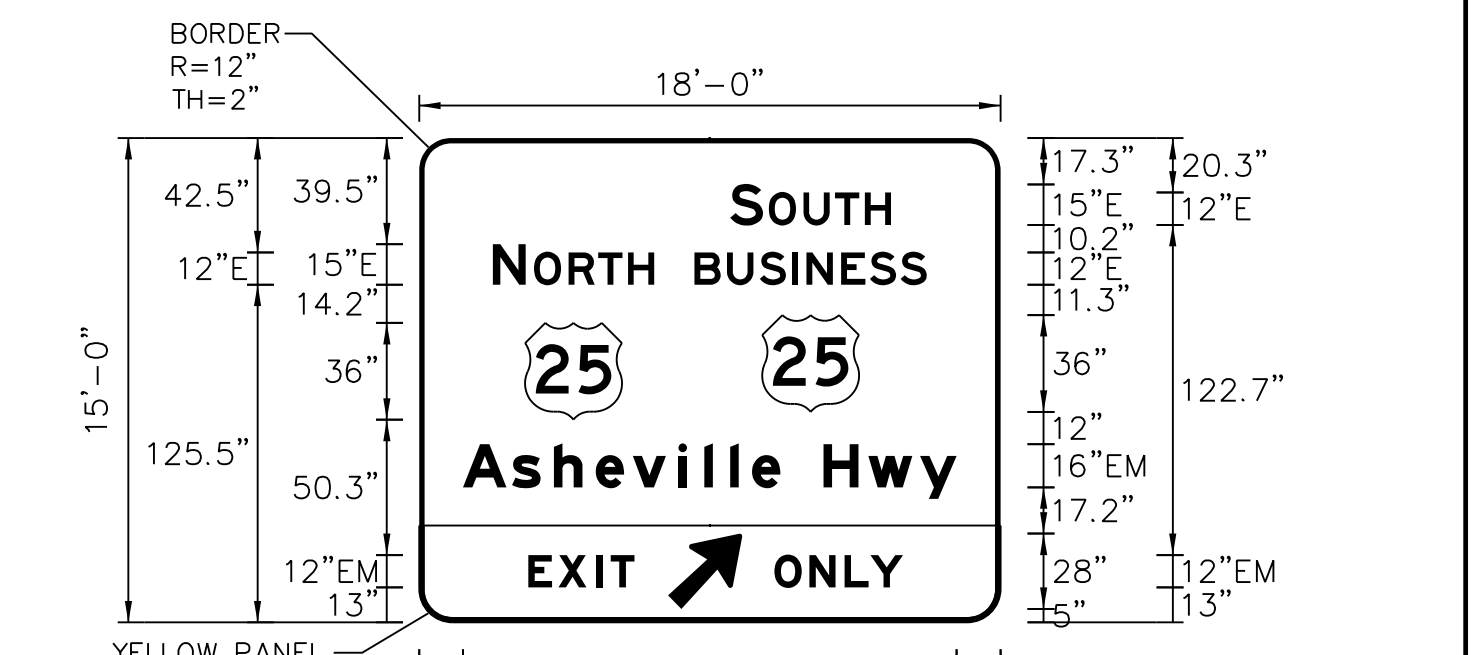 BORDER
R=12”
TH=2”
18’–0”
15’–0”
42.5”
12”E
125.5”
39.5”
15”E
14.2”
36”
50.3”
12”EM
13”
SOUTH
NORTH BUSINESS
25 25
Asheville Hwy
EXIT ONLY
17.3”
15”E
10.2”
12”E
11.3”
36”
12”
16”EM
17.2”
28”
5”
20.3”
12”E
122.7”
12”EM
13”
YELLOW PANEL